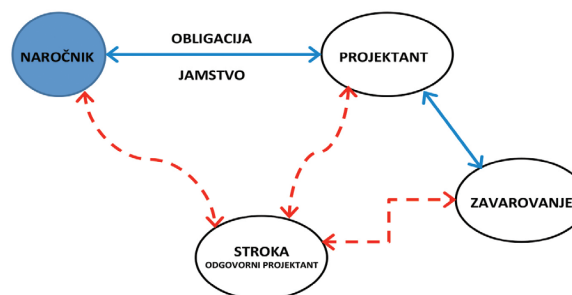 OBLIGACIJA
NAROČNIK
PROJEKTANT
JAMSTVO
ZAVAROVANJE
STROKA
ODGOVORNI PROJEKTANT